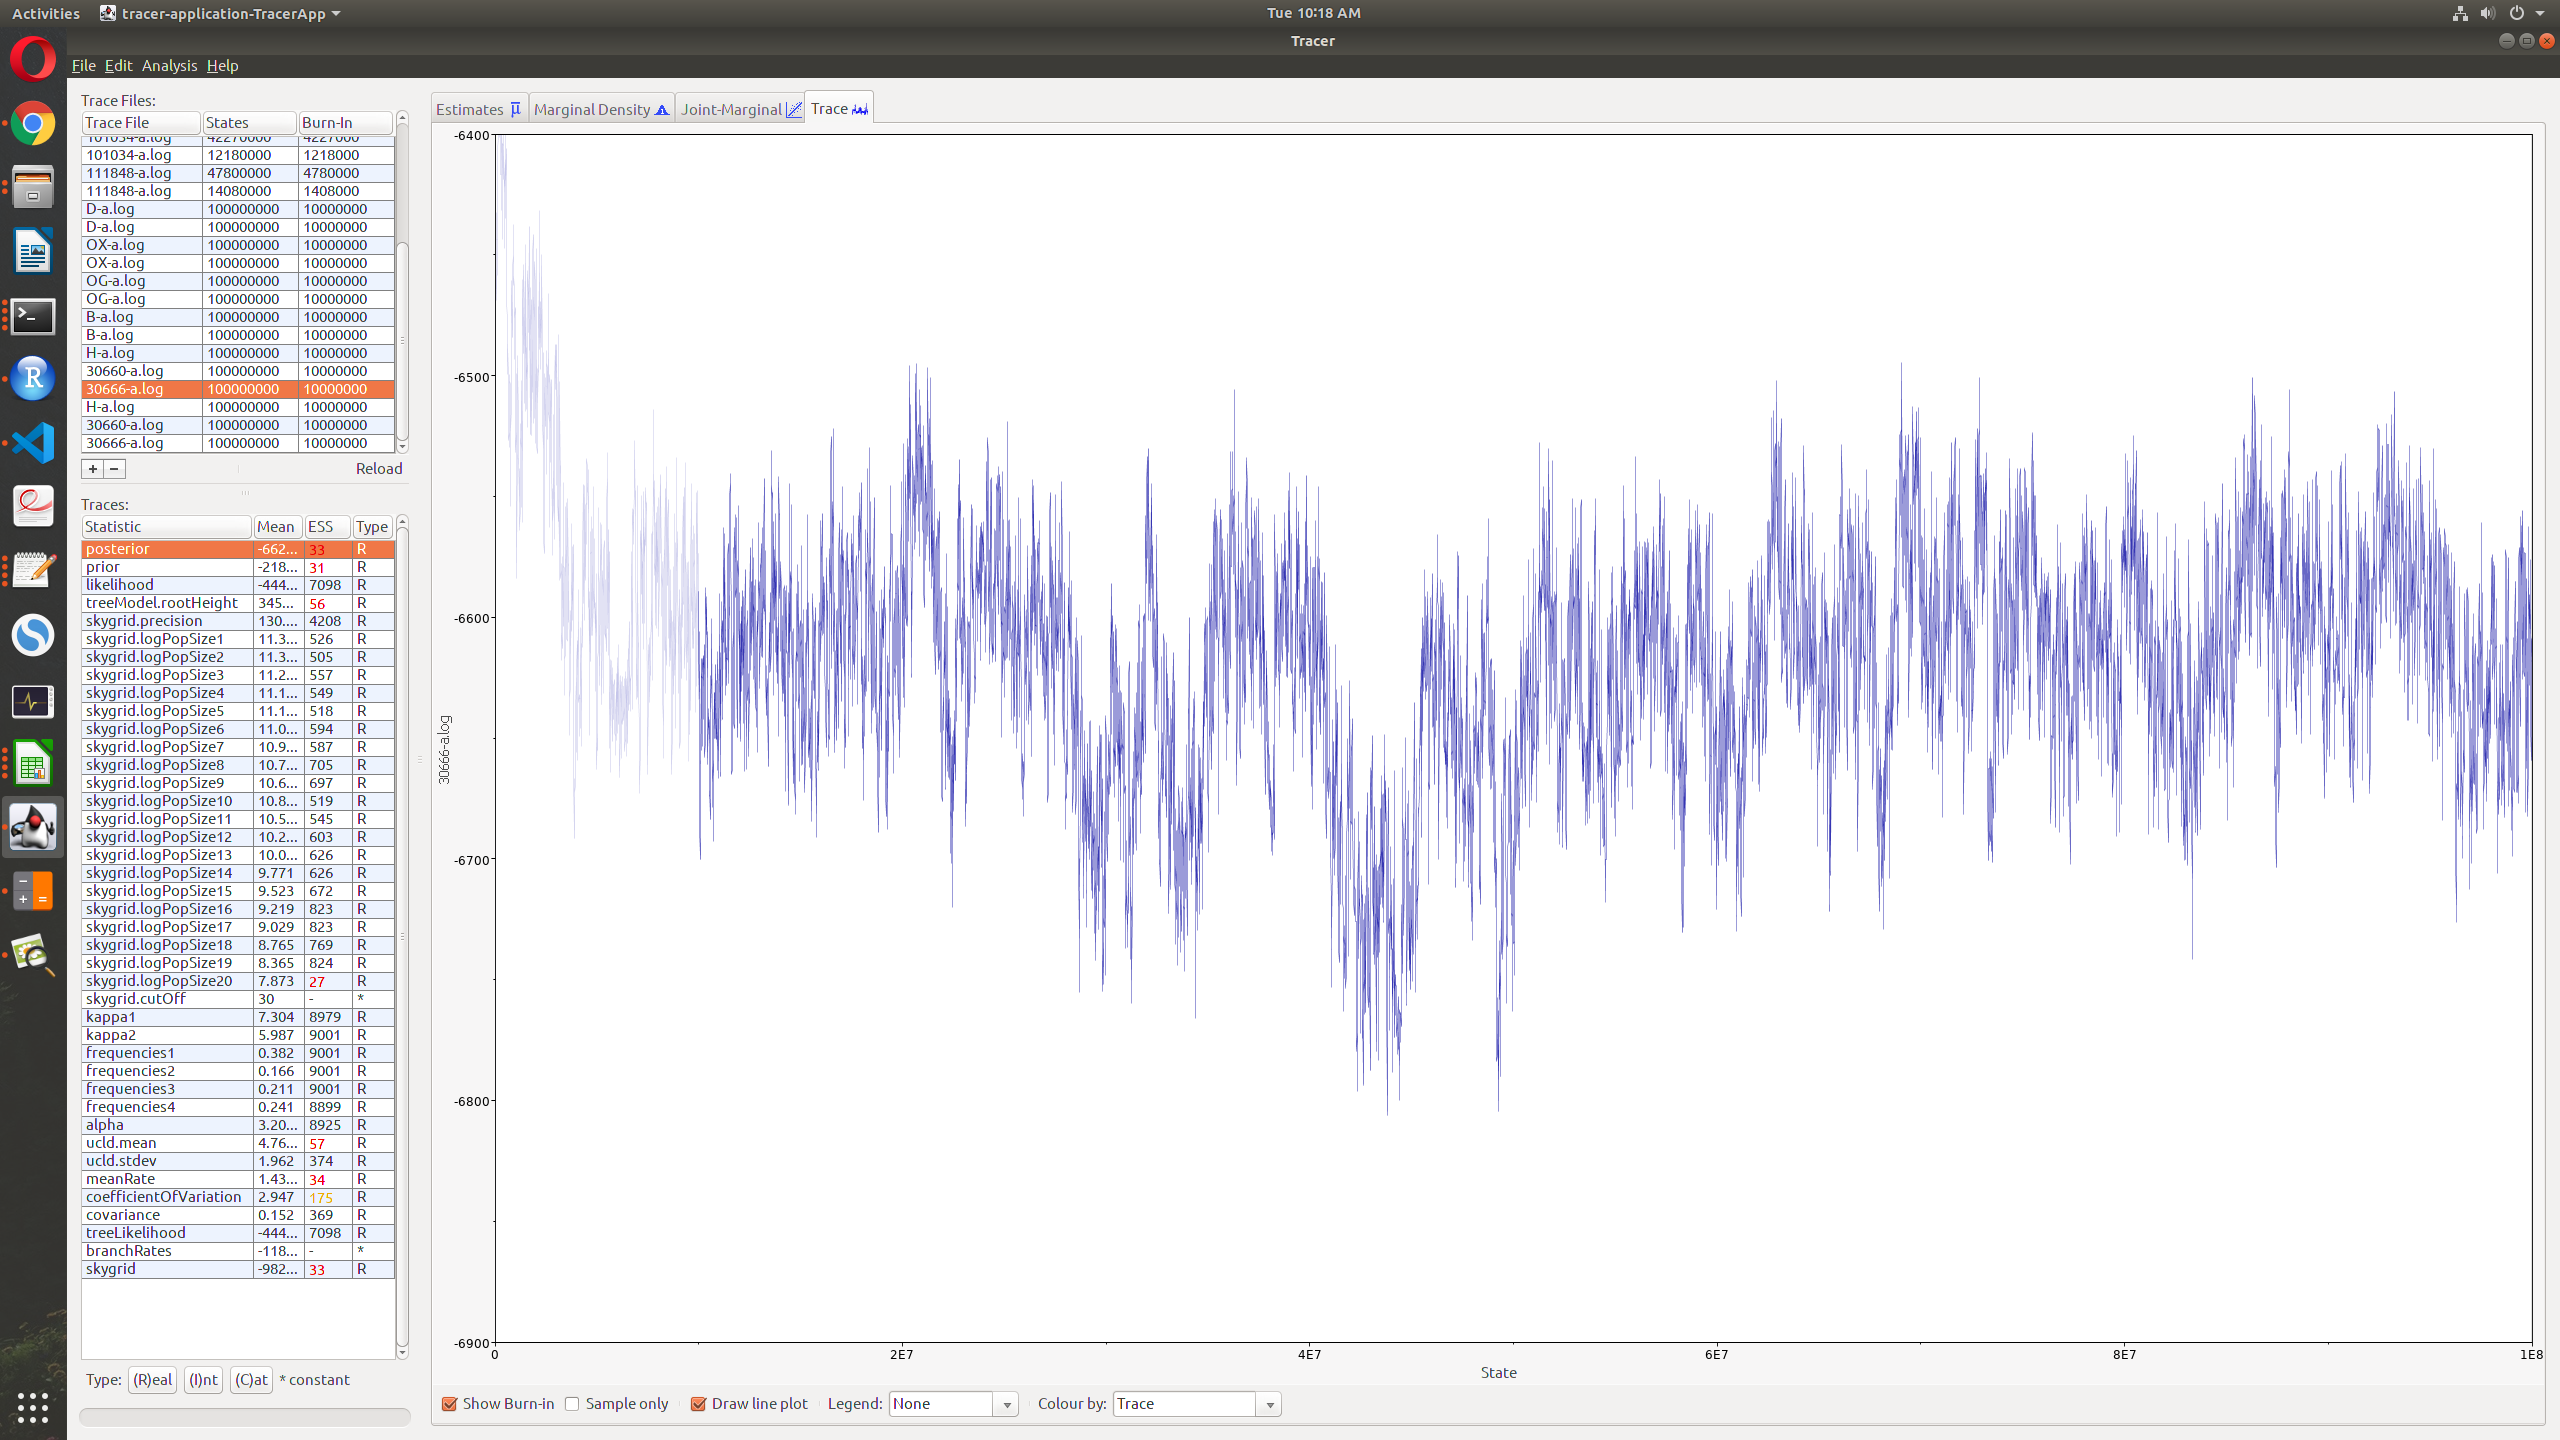 Activities tracer-application-TracerApp Tue 10:18 AM
Tracer
File Edit Analysis Help
Trace Files:
Trace File States Burn-In
101034-a.log 42270000 4227000
101034-a.log 12180000 1218000
111848-a.log 47800000 4780000
111848-a.log 14080000 1408000
D-a.log 100000000 10000000
D-a.log 100000000 10000000
OX-a.log 100000000 10000000
OX-a.log 100000000 10000000
OG-a.log 100000000 10000000
OG-a.log 100000000 10000000
B-a.log 100000000 10000000
B-a.log 100000000 10000000
H-a.log 100000000 10000000
30660-a.log 100000000 10000000
30666-a.log 100000000 10000000
H-a.log 100000000 10000000
30660-a.log 100000000 10000000
30666-a.log 100000000 10000000
+ − Reload
Traces:
Statistic Mean ESS Type
posterior -662... 33 R
prior -218... 31 R
likelihood -444... 7098 R
treeModel.rootHeight 345... 56 R
skygrid.precision 130.... 4208 R
skygrid.logPopSize1 11.3... 526 R
skygrid.logPopSize2 11.3... 505 R
skygrid.logPopSize3 11.2... 557 R
skygrid.logPopSize4 11.1... 549 R
skygrid.logPopSize5 11.1... 518 R
skygrid.logPopSize6 11.0... 594 R
skygrid.logPopSize7 10.9... 587 R
skygrid.logPopSize8 10.7... 705 R
skygrid.logPopSize9 10.6... 697 R
skygrid.logPopSize10 10.8... 519 R
skygrid.logPopSize11 10.5... 545 R
skygrid.logPopSize12 10.2... 603 R
skygrid.logPopSize13 10.0... 626 R
skygrid.logPopSize14 9.771 626 R
skygrid.logPopSize15 9.523 672 R
skygrid.logPopSize16 9.219 823 R
skygrid.logPopSize17 9.029 823 R
skygrid.logPopSize18 8.765 769 R
skygrid.logPopSize19 8.365 824 R
skygrid.logPopSize20 7.873 27 R
skygrid.cutOff 30 - *
kappa1 7.304 8979 R
kappa2 5.987 9001 R
frequencies1 0.382 9001 R
frequencies2 0.166 9001 R
frequencies3 0.211 9001 R
frequencies4 0.241 8899 R
alpha 3.20... 8925 R
ucld.mean 4.76... 57 R
ucld.stdev 1.962 374 R
meanRate 1.43... 34 R
coefficientOfVariation 2.947 175 R
covariance 0.152 369 R
treeLikelihood -444... 7098 R
branchRates -118... - *
skygrid -982... 33 R
Type: (R)eal (I)nt (C)at * constant
Estimates Marginal Density Joint-Marginal Trace
-6400
-6500
-6600
-6700
-6800
-6900
30666-a.log
0 2E7 4E7 6E7 8E7 1E8
State
Show Burn-in Sample only Draw line plot Legend: None Colour by: Trace